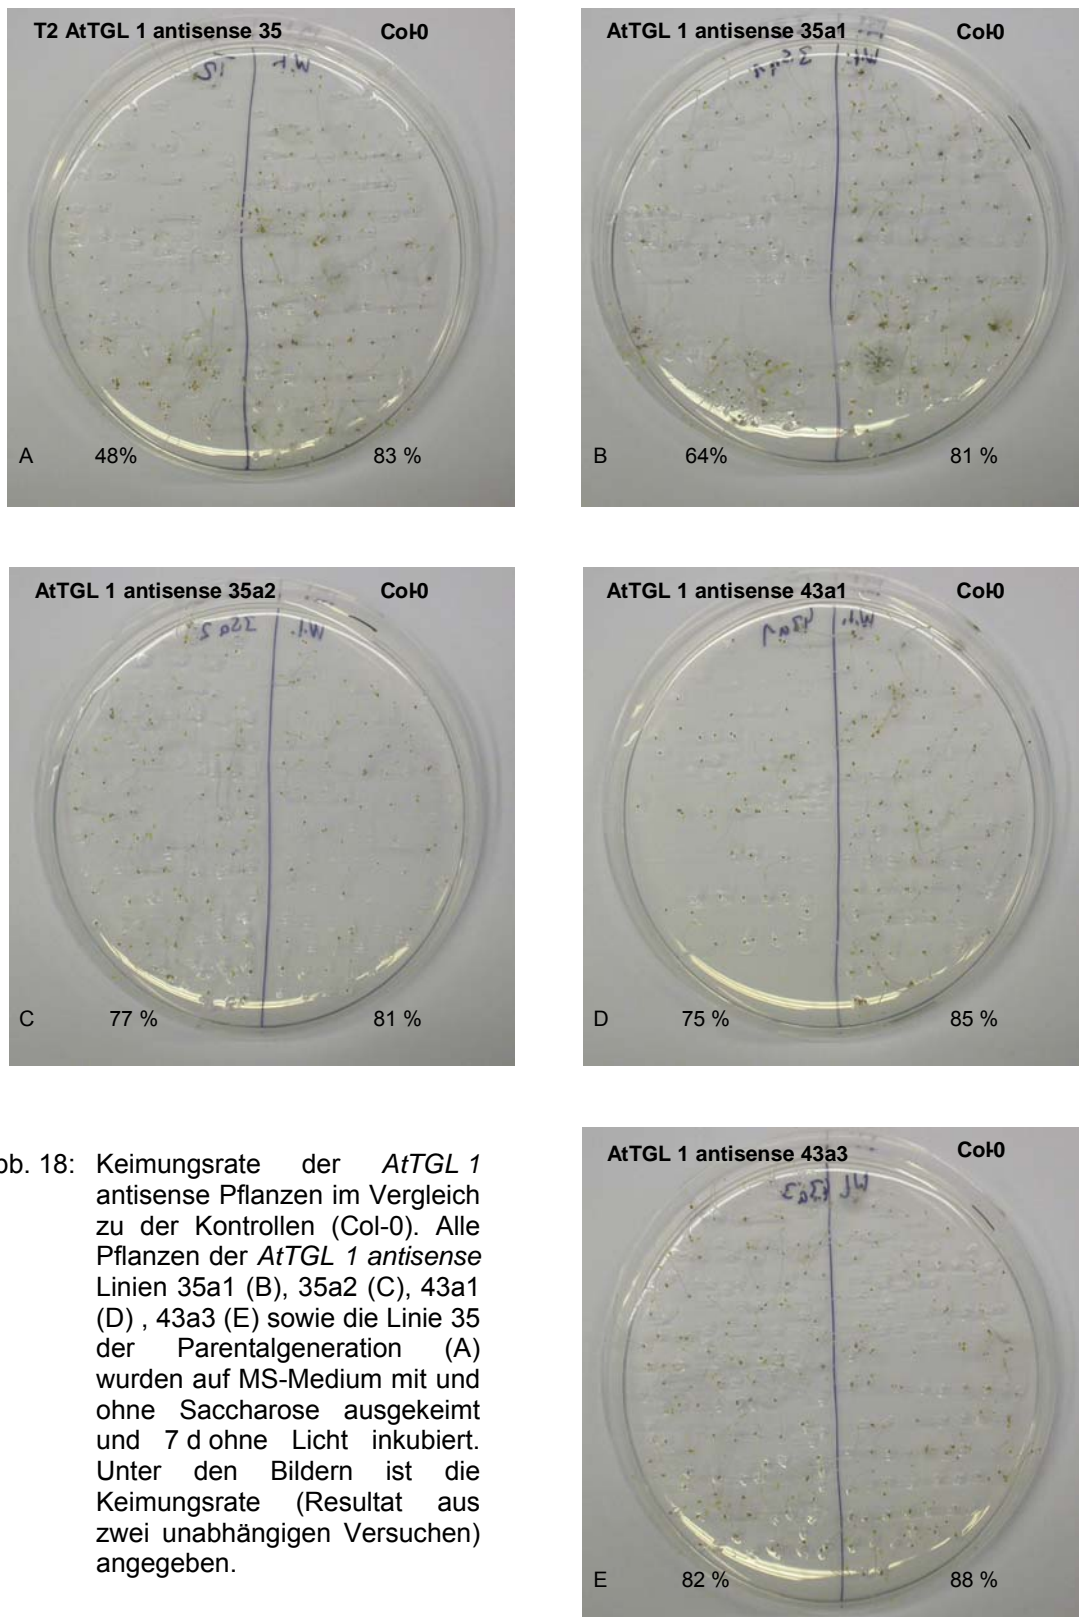 T2 AtTGL 1 antisense 35 Col-0
A 48% 83 %
AtTGL 1 antisense 35a1 Col-0
B 64% 81 %
AtTGL 1 antisense 35a2 Col-0
C 77 % 81 %
AtTGL 1 antisense 43a1 Col-0
D 75 % 85 %
bb. 18: Keimungsrate der AtTGL 1
antisense Pflanzen im Vergleich
zu der Kontrollen (Col-0). Alle
Pflanzen der AtTGL 1 antisense
Linien 35a1 (B), 35a2 (C), 43a1
(D) , 43a3 (E) sowie die Linie 35
der Parentalgeneration (A)
wurden auf MS-Medium mit und
ohne Saccharose ausgekeimt
und 7 d ohne Licht inkubiert.
Unter den Bildern ist die
Keimungsrate (Resultat aus
zwei unabhängigen Versuchen)
angegeben.
AtTGL 1 antisense 43a3 Col-0
E 82 % 88 %